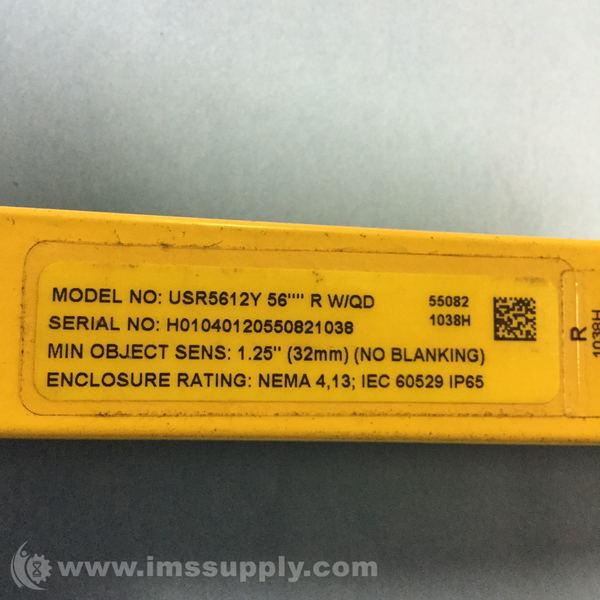 MODEL NO: USR5612Y 56"" R W/QD 55082
SERIAL NO: H01040120550821038 1038H
MIN OBJECT SENS: 1.25" (32mm) (NO BLANKING)
ENCLOSURE RATING: NEMA 4,13; IEC 60529 IP65
R
1038H
www.imssupply.com